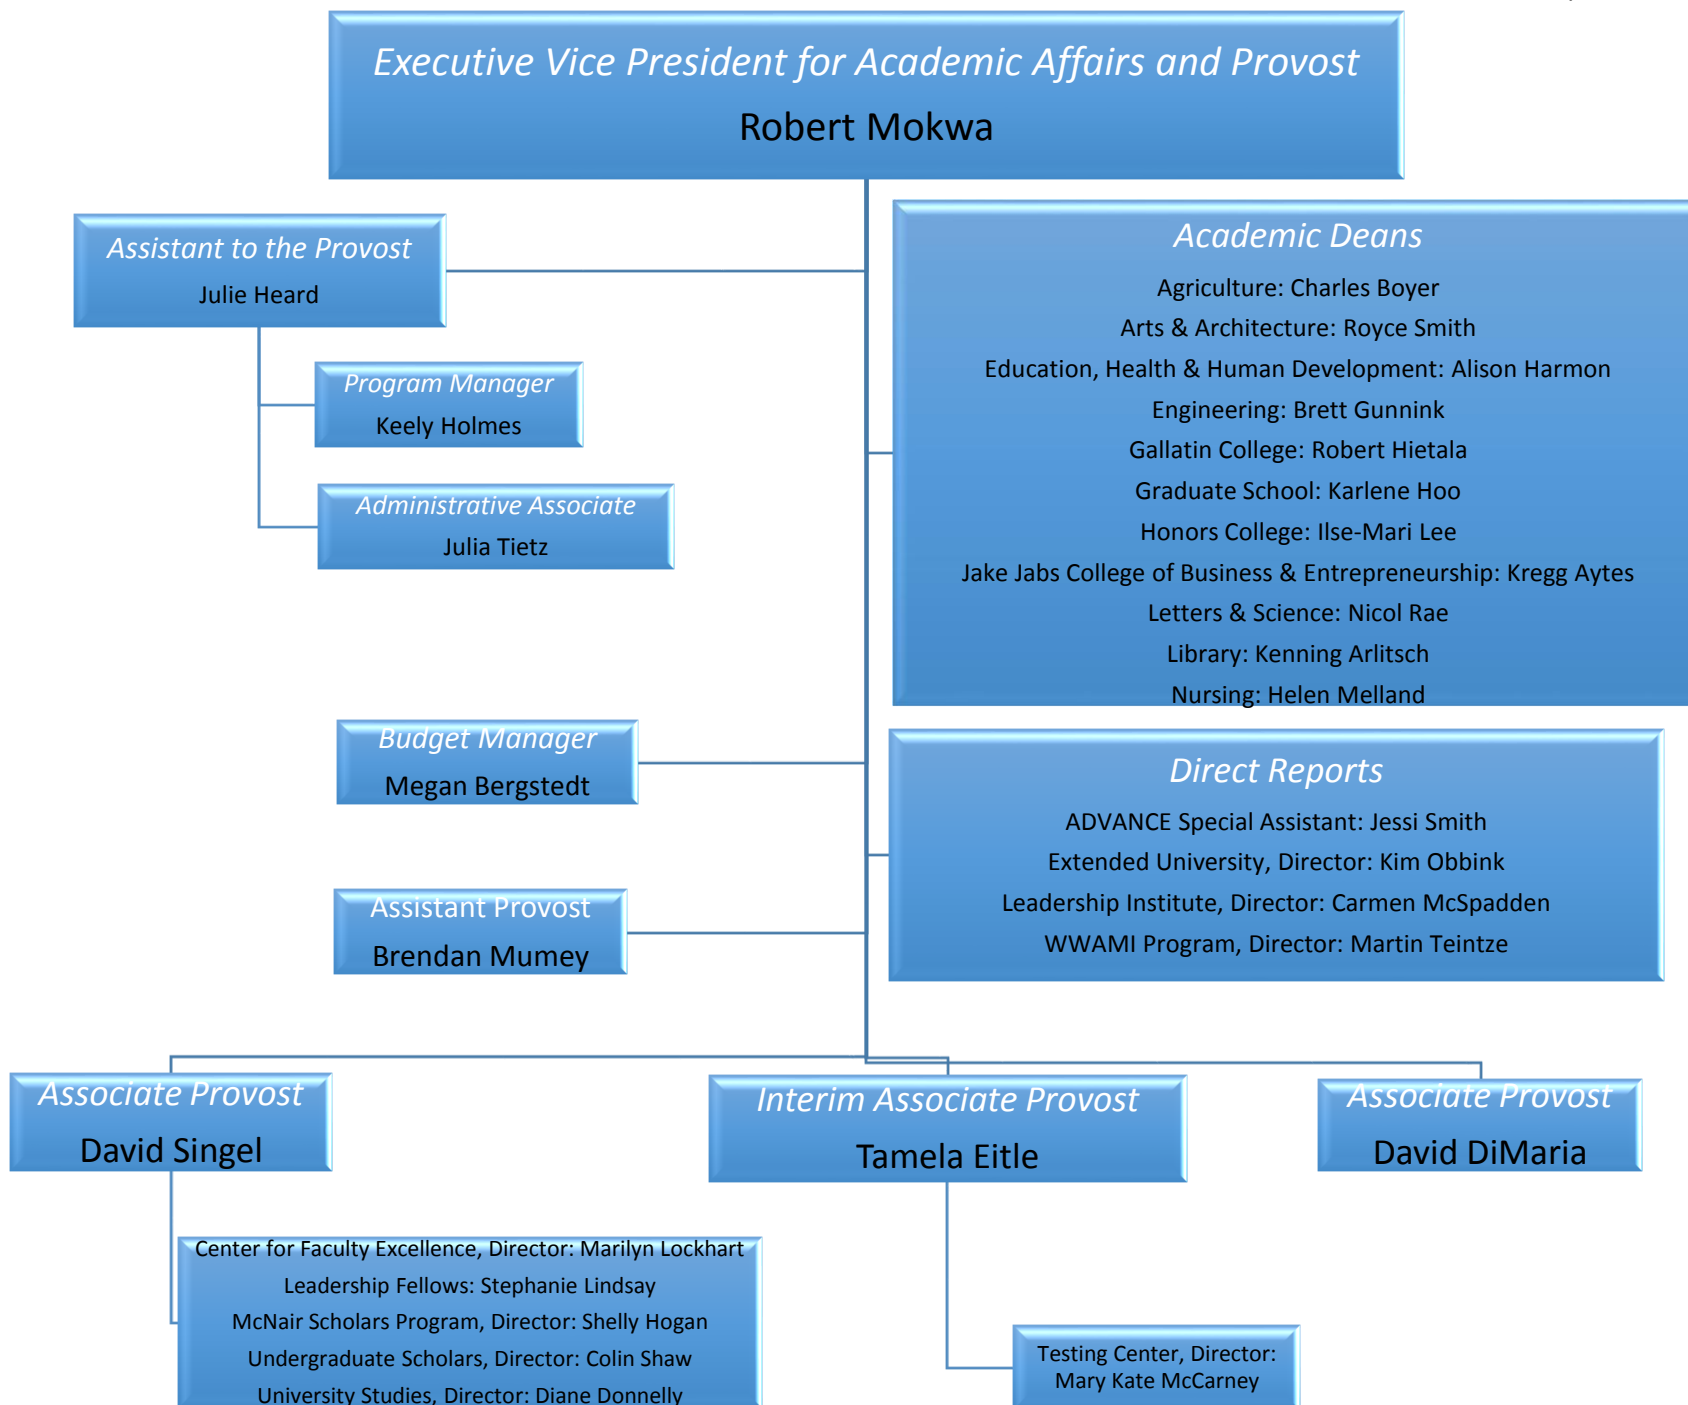 Executive Vice President for Academic Affairs and Provost
Robert Mokwa
Assistant to the Provost
Julie Heard
Program Manager
Keely Holmes
Administrative Associate
Julia Tietz
Academic Deans
Agriculture: Charles Boyer
Arts & Architecture: Royce Smith
Education, Health & Human Development: Alison Harmon
Engineering: Brett Gunnink
Gallatin College: Robert Hietala
Graduate School: Karlene Hoo
Honors College: Ilse-Mari Lee
Jake Jabs College of Business & Entrepreneurship: Kregg Aytes
Letters & Science: Nicol Rae
Library: Kenning Arlitsch
Nursing: Helen Melland
Budget Manager
Megan Bergstedt
Direct Reports
ADVANCE Special Assistant: Jessi Smith
Extended University, Director: Kim Obbink
Leadership Institute, Director: Carmen McSpadden
WWAMI Program, Director: Martin Teintze
Assistant Provost
Brendan Mumey
Associate Provost
David Singel
Center for Faculty Excellence, Director: Marilyn Lockhart
Leadership Fellows: Stephanie Lindsay
McNair Scholars Program, Director: Shelly Hogan
Undergraduate Scholars, Director: Colin Shaw
University Studies, Director: Diane Donnelly
Interim Associate Provost
Tamela Eitle
Testing Center, Director:
Mary Kate McCarney
Associate Provost
David DiMaria